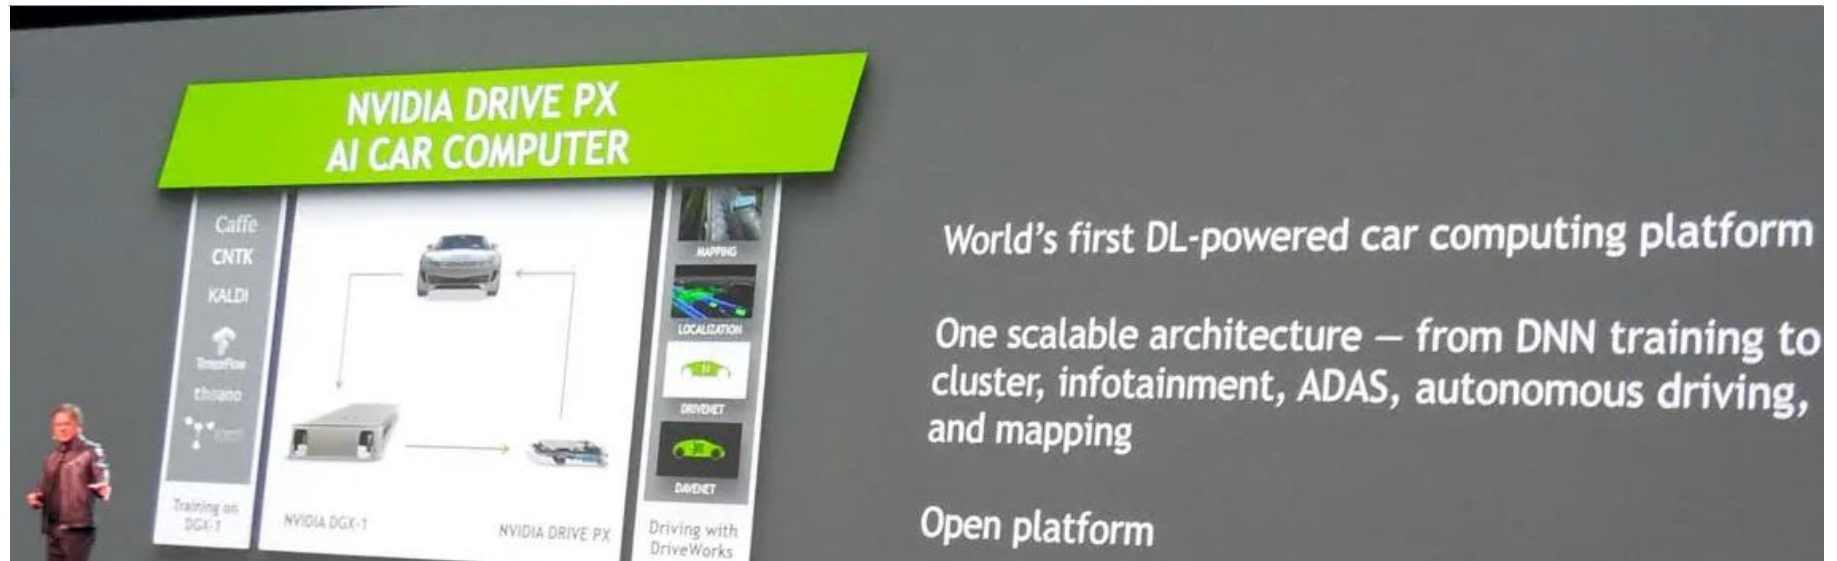 NVIDIA DRIVE PX
AI CAR COMPUTER
Caffe
CNTK
KALDI
TensorFlow
theano
torch
Training on
DGX-1
NVIDIA DGX-1
NVIDIA DRIVE PX
MAPPING
LOCALIZATION
DRIVENET
DAVENET
Driving with
DriveWorks
World's first DL-powered car computing platform
One scalable architecture — from DNN training to
cluster, infotainment, ADAS, autonomous driving,
and mapping
Open platform